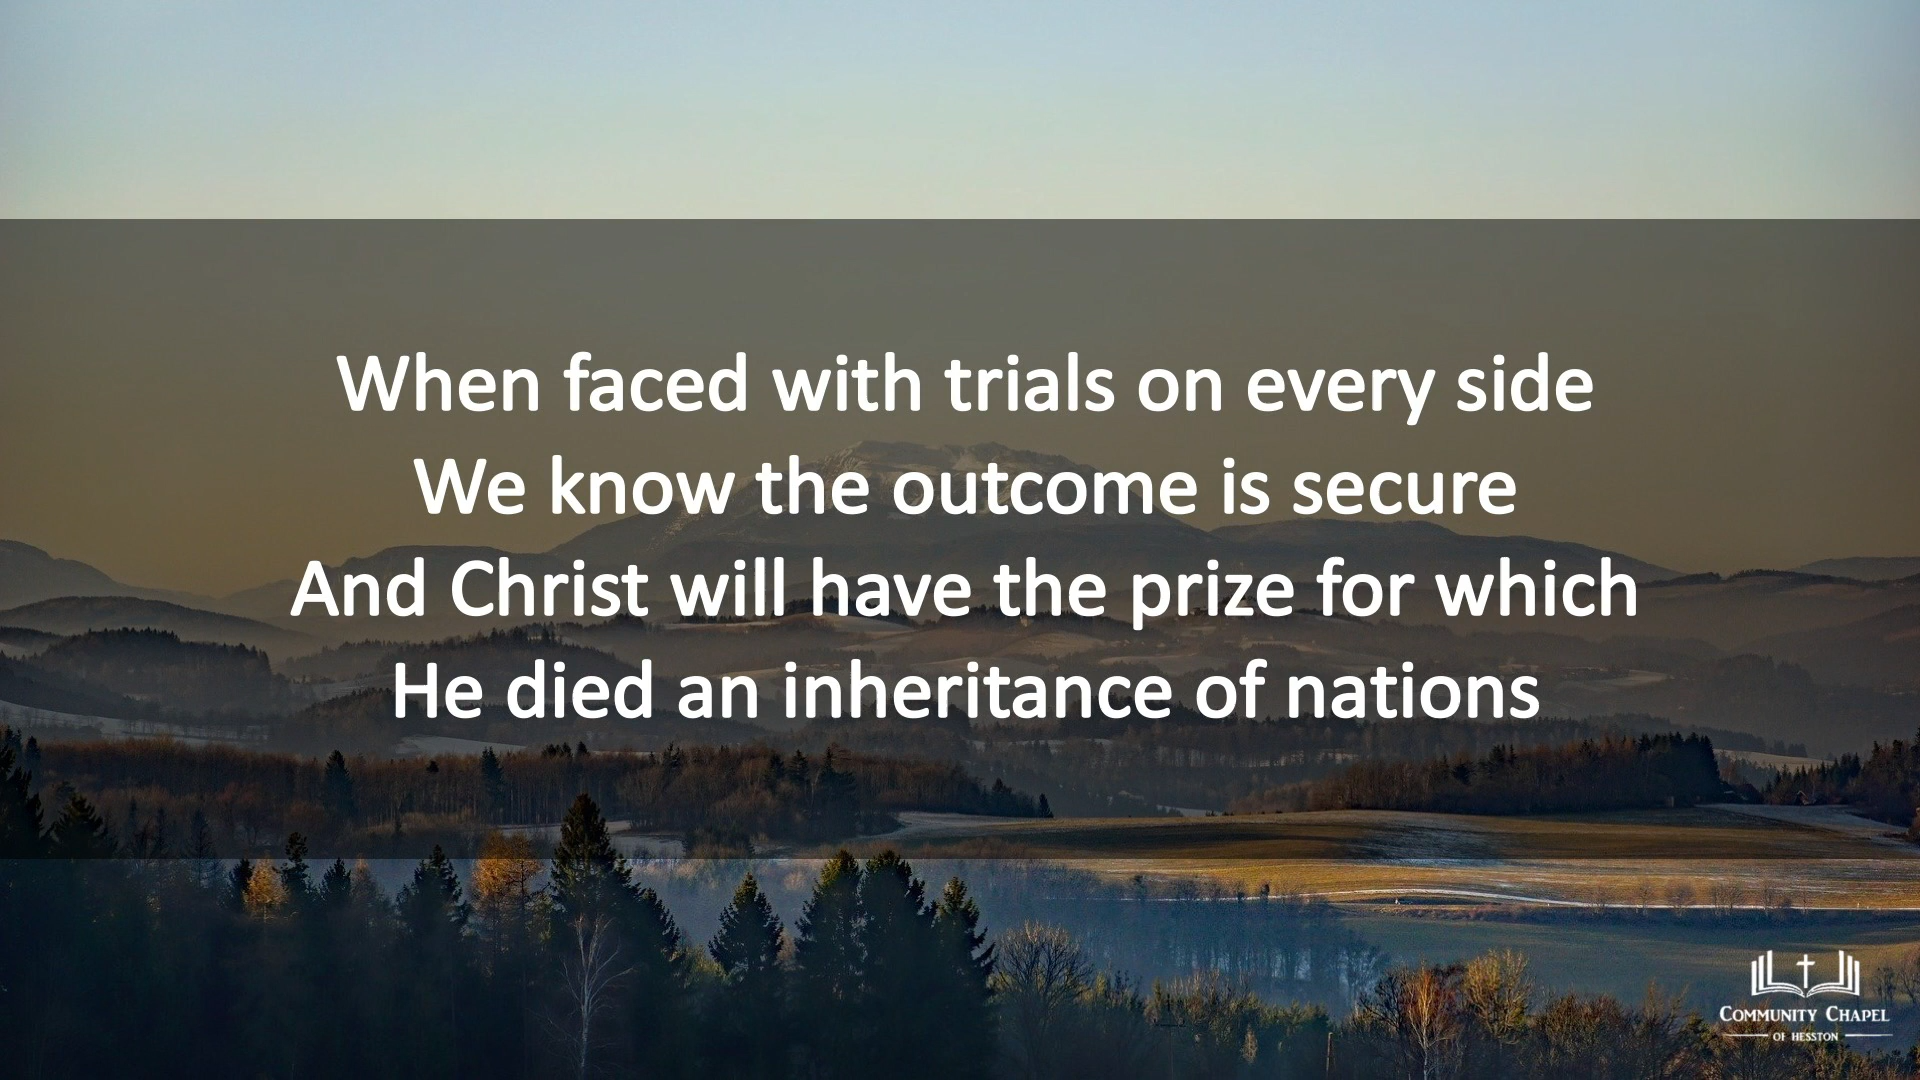 When faced with trials on every side
We know the outcome is secure
And Christ will have the prize for which
He died an inheritance of nations
COMMUNITY CHAPEL
OF HESSTON